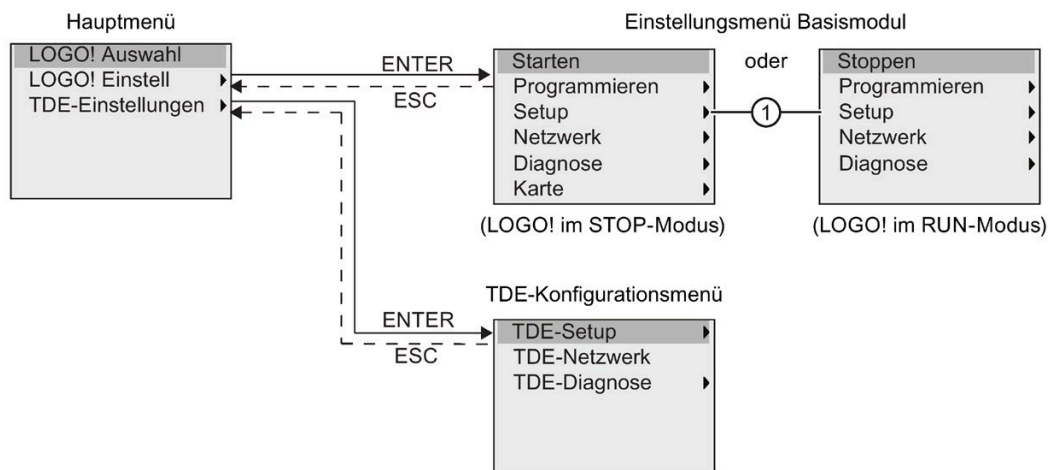 Hauptmenü
LOGO! Auswahl
LOGO! Einstell
TDE-Einstellungen
ENTER
ESC
Einstellungsmenü Basismodul
Starten
Programmieren
Setup
Netzwerk
Diagnose
Karte
(LOGO! im STOP-Modus)
oder
1
Stoppen
Programmieren
Setup
Netzwerk
Diagnose
(LOGO! im RUN-Modus)
ENTER
ESC
TDE-Konfigurationsmenü
TDE-Setup
TDE-Netzwerk
TDE-Diagnose